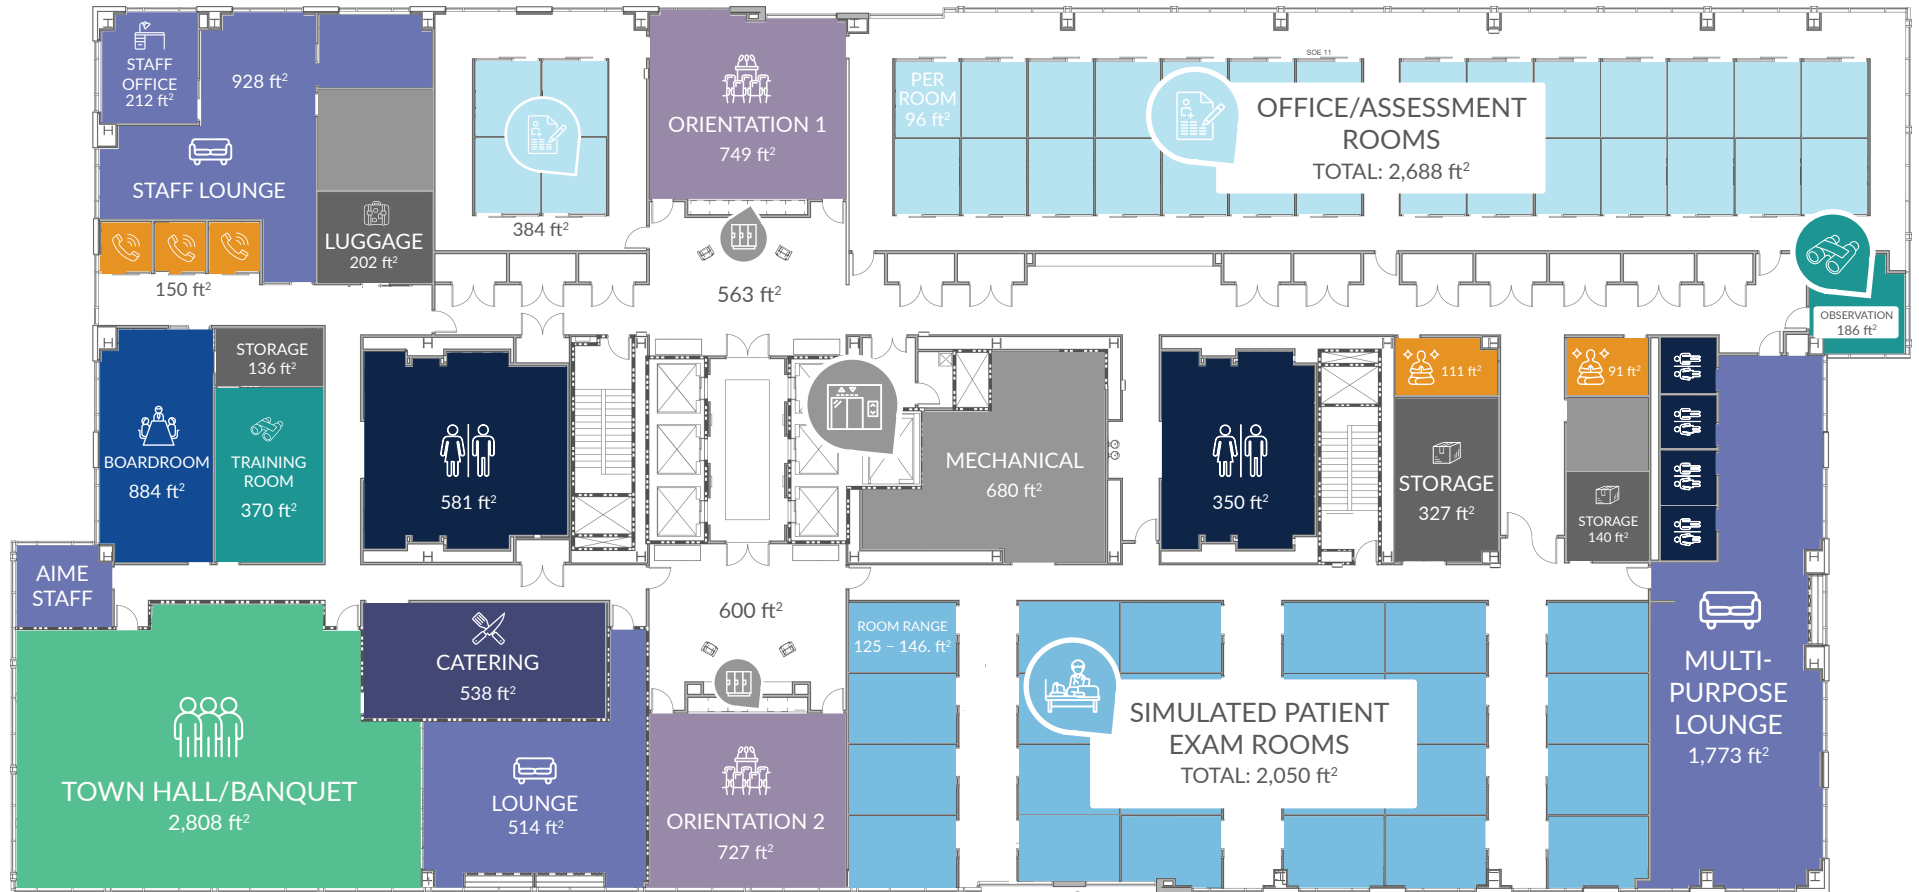 STAFF
OFFICE
212 ft²
928 ft²
STAFF LOUNGE
LUGGAGE
202 ft²
150 ft²
384 ft²
ORIENTATION 1
749 ft²
563 ft²
SOE 11
PER
ROOM
96 ft²
OFFICE/ASSESSMENT
ROOMS
TOTAL: 2,688 ft²
OBSERVATION
186 ft²
BOARDROOM
884 ft²
STORAGE
136 ft²
TRAINING
ROOM
370 ft²
581 ft²
MECHANICAL
680 ft²
350 ft²
111 ft²
STORAGE
327 ft²
91 ft²
STORAGE
140 ft²
AIME
STAFF
TOWN HALL/BANQUET
2,808 ft²
CATERING
538 ft²
LOUNGE
514 ft²
600 ft²
ORIENTATION 2
727 ft²
ROOM RANGE
125 – 146. ft²
SIMULATED PATIENT
EXAM ROOMS
TOTAL: 2,050 ft²
MULTI-
PURPOSE
LOUNGE
1,773 ft²